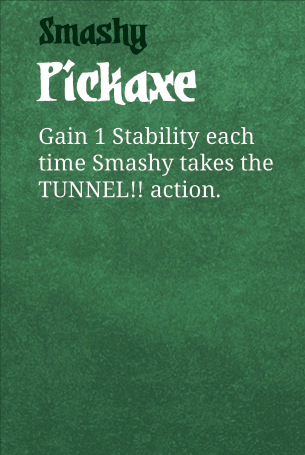 Smashy
Pickaxe
Gain 1 Stability each
time Smashy takes the
TUNNEL!! action.